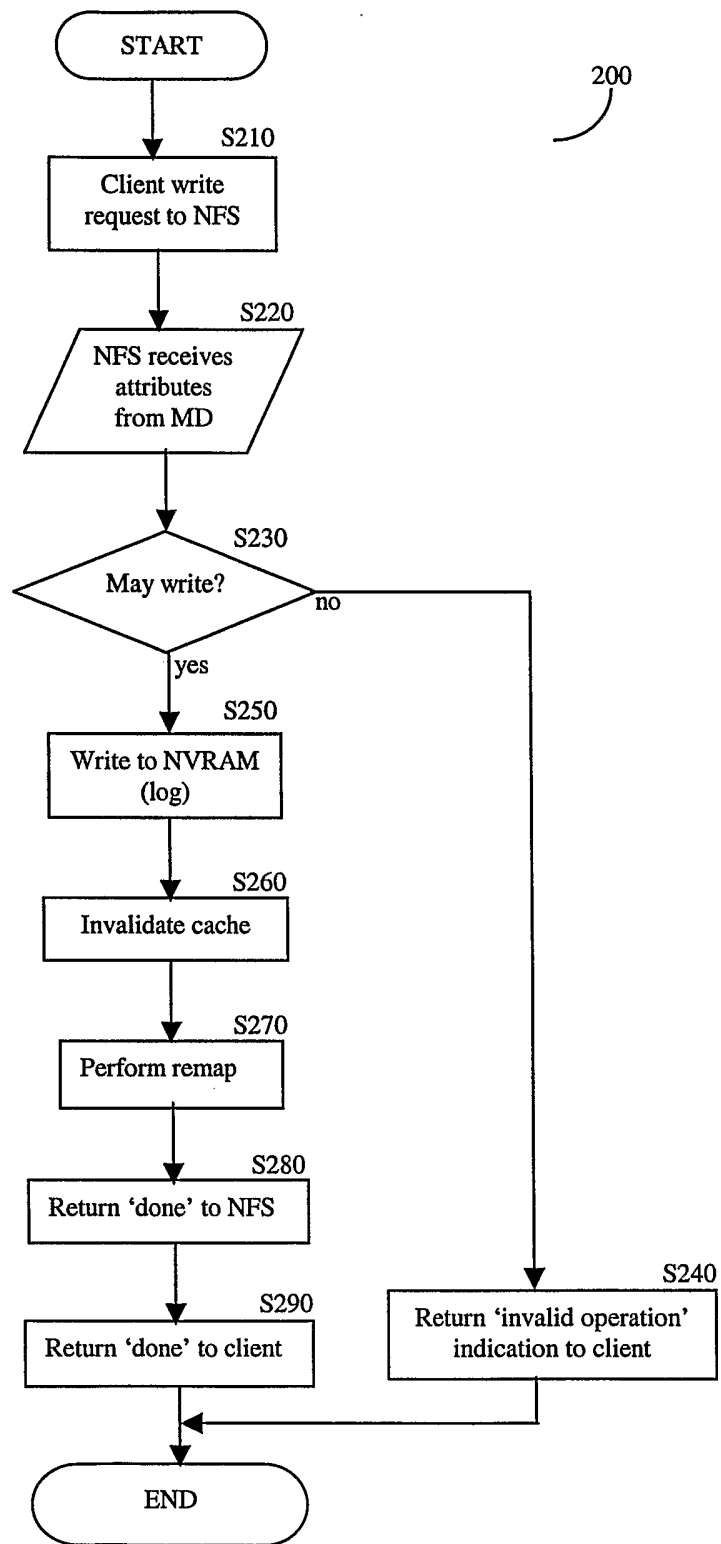 START
200
S210
Client write
request to NFS
S220
NFS receives
attributes
from MD
S230
May write?
no
yes
S250
Write to NVRAM
(log)
S260
Invalidate cache
S270
Perform remap
S280
Return ‘done’ to NFS
S290
Return ‘done’ to client
S240
Return ‘invalid operation’
indication to client
END